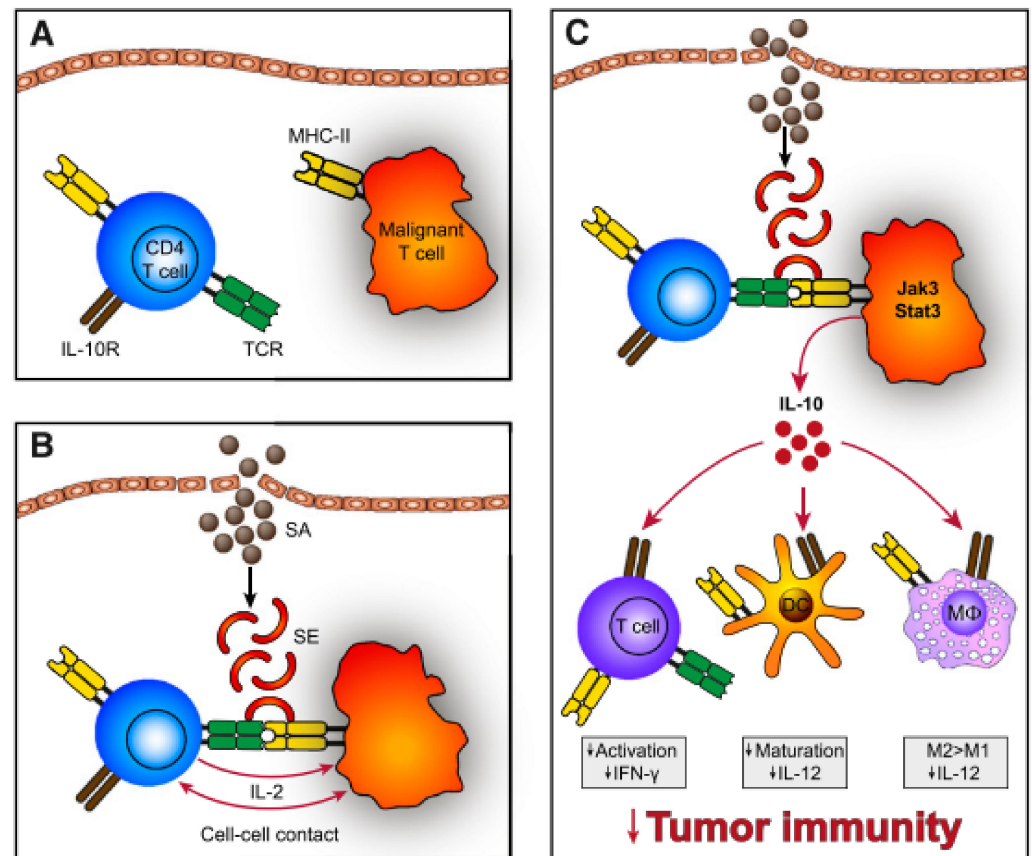 A
MHC-II
CD4
T cell
Malignant
T cell
IL-10R
TCR
B
SA
SE
IL-2
Cell-cell contact
C
Jak3
Stat3
IL-10
T cell
DC
MΦ
↓Activation
↓IFN-γ
↓Maturation
↓IL-12
M2>M1
↓IL-12
↓Tumor immunity